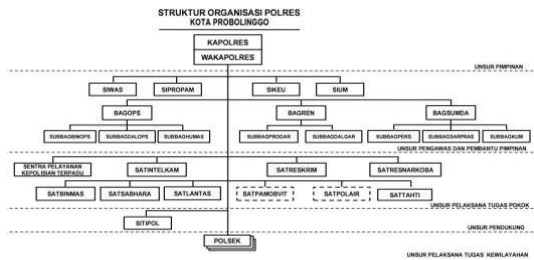 STRUKTUR ORGANISASI POLRES
KOTA PROBOLINGGO
KAPOLRES
WAKAPOLRES
UNSUR PIMPINAN
SIWAS
SIPROPAM
SIKEU
SIUM
BAGOPS
BAGREN
BAGSUMDA
SUBBAGBINOPS
SUBBAGDALOPS
SUBBAGHUMAS
SUBBAGPROGAR
SUBBAGDALGAR
SUBBAGPERS
SUBBAGSARPRAS
SUBBAGKUM
UNSUR PENGAWAS DAN PEMBANTU PIMPINAN
SENTRA PELAYANAN
KEPOLISIAN TERPADU
SATINTELKAM
SATRESKRIM
SATRESNARKOBA
SATBINMAS
SATSABHARA
SATLANTAS
SATPAMOBVIT
SATPOLAIR
SATTAHTI
UNSUR PELAKSANA TUGAS POKOK
SITIPOL
UNSUR PENDUKUNG
POLSEK
UNSUR PELAKSANA TUGAS KEWILAYAHAN